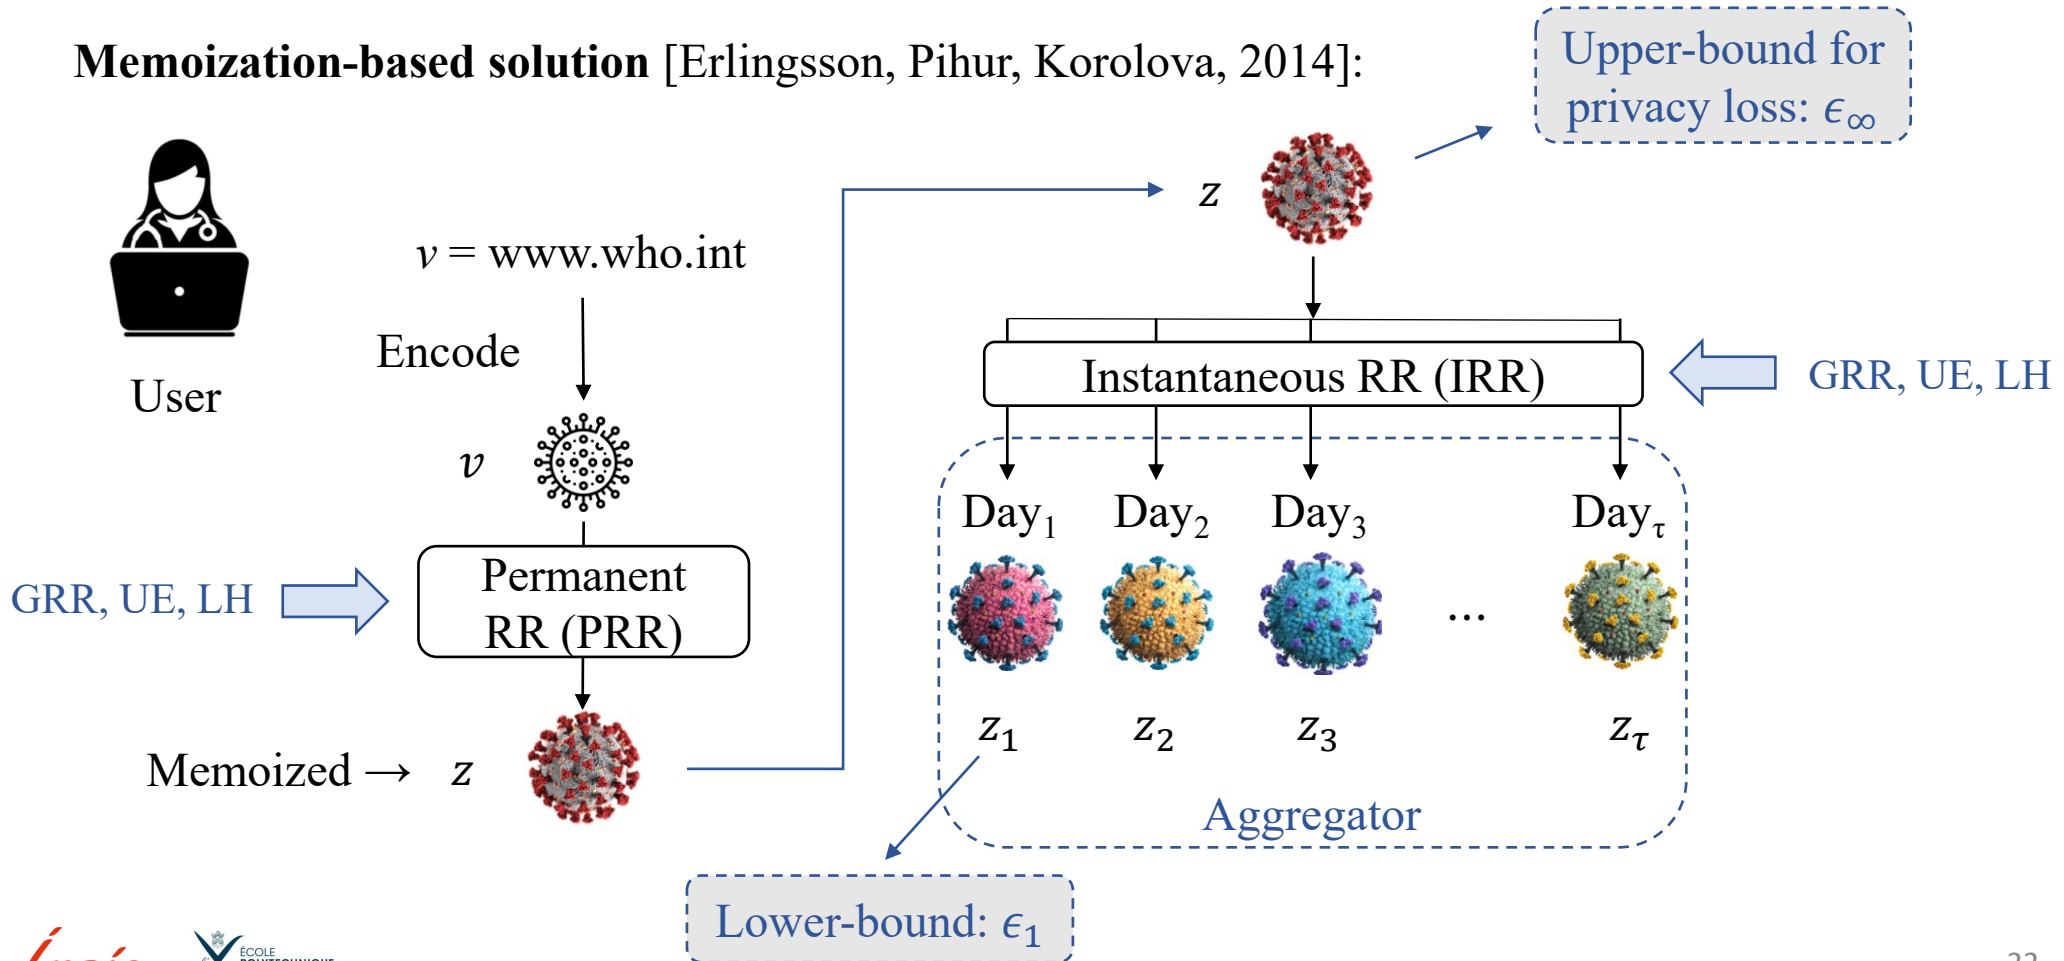 Memoization-based solution [Erlingsson, Pihur, Korolova, 2014]:
Upper-bound for
privacy loss: ϵ∞
User
v = www.who.int
Encode
v
GRR, UE, LH
Permanent
RR (PRR)
Memoized → z
z
Instantaneous RR (IRR)
GRR, UE, LH
Day1 Day2 Day3 Dayτ
...
z1 z2 z3 zτ
Aggregator
Lower-bound: ϵ1
ÉCOLE